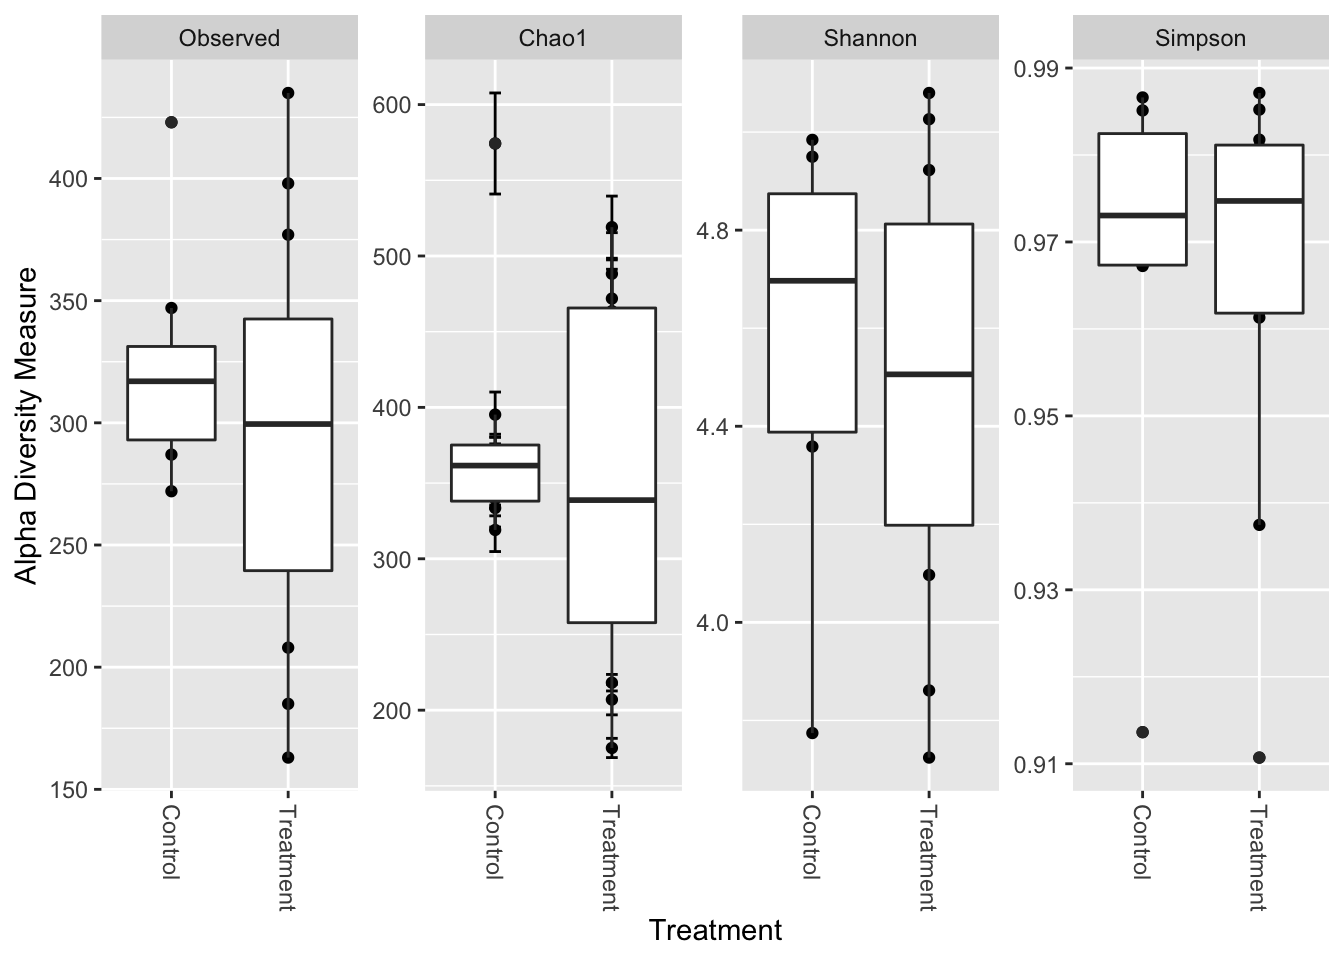 Observed
Chao1
Shannon
Simpson
Alpha Diversity Measure
400
350
300
250
200
150
600
500
400
300
200
4.8
4.4
4.0
0.99
0.97
0.95
0.93
0.91
Control
Treatment
Control
Treatment
Control
Treatment
Control
Treatment
Treatment